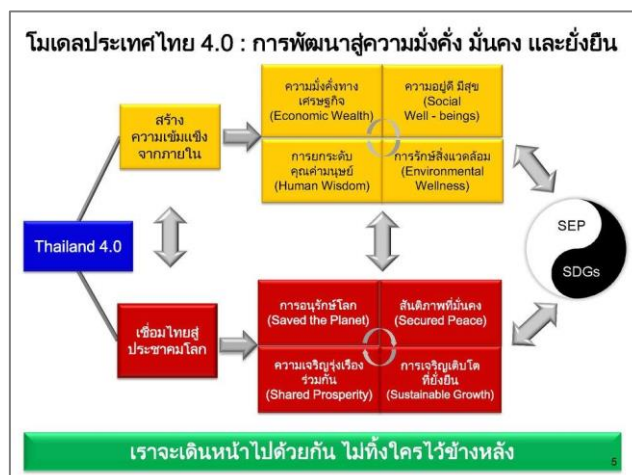 โมเดลประเทศไทย 4.0 : การพัฒนาสู่ความมั่งคั่ง มั่นคง และยั่งยืน
สร้าง
ความเข้มแข็ง
จากภายใน
ความมั่งคั่งทาง
เศรษฐกิจ
(Economic Wealth)
ความอยู่ดี มีสุข
(Social
Well - beings)
การยกระดับ
คุณค่ามนุษย์
(Human Wisdom)
การรักษ์สิ่งแวดล้อม
(Environmental
Wellness)
Thailand 4.0
SEP
SDGs
เชื่อมไทยสู่
ประชาคมโลก
การอนุรักษ์โลก
(Saved the Planet)
สันติภาพที่มั่นคง
(Secured Peace)
ความเจริญรุ่งเรือง
ร่วมกัน
(Shared Prosperity)
การเจริญเติบโต
ที่ยั่งยืน
(Sustainable Growth)
เราจะเดินหน้าไปด้วยกัน ไม่ทิ้งใครไว้ข้างหลัง
5